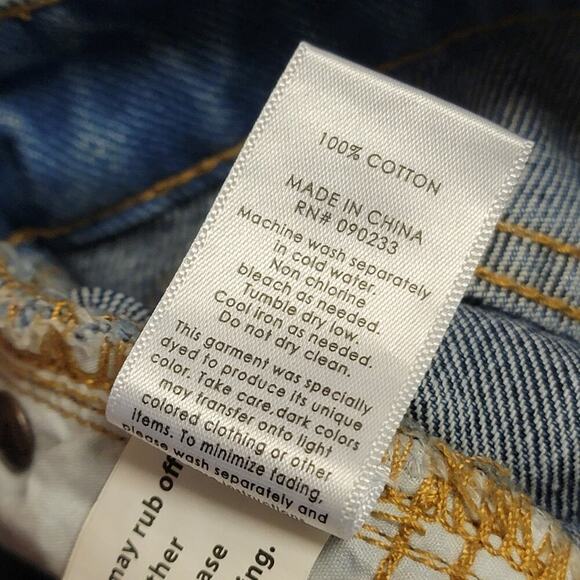 100% COTTON
MADE IN CHINA
RN# 090233
Machine wash separately
in cold water.
Non chlorine
bleach as needed.
Tumble dry low.
Cool iron as needed.
Do not dry clean.
This garment was specially
dyed to produce its unique
color. Take care, dark colors
may transfer onto light
colored clothing or other
items. To minimize fading,
please wash separately and
may rub off